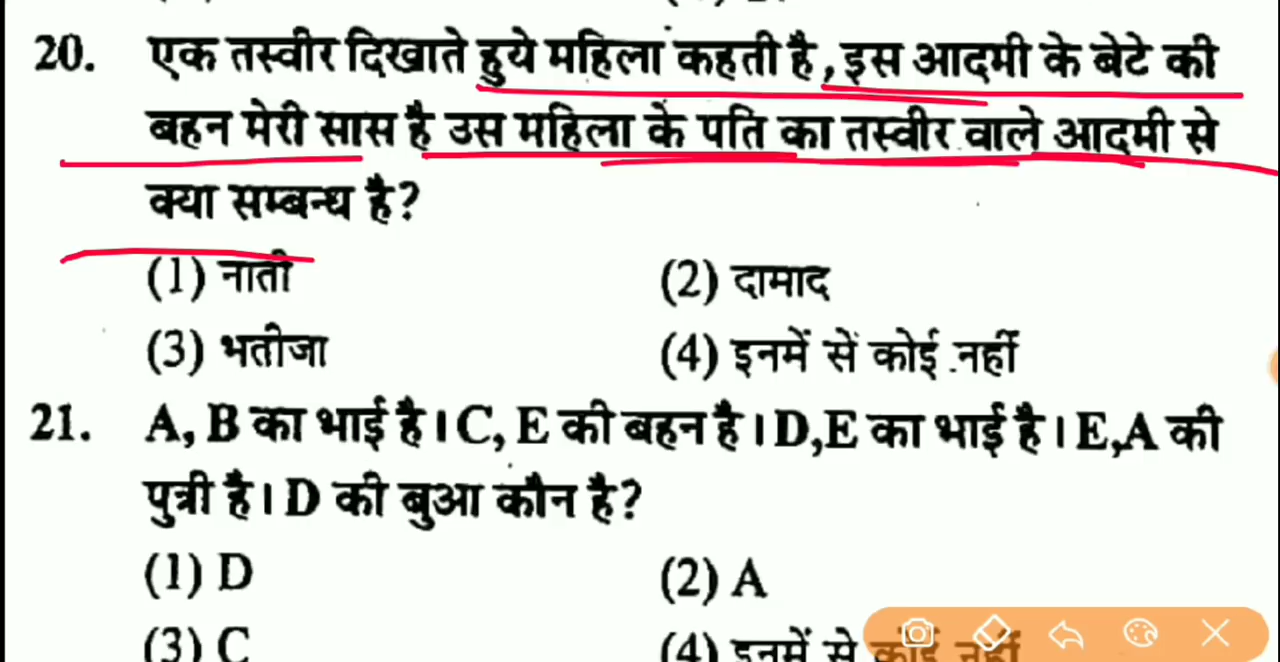 20. एक तस्वीर दिखाते हुये महिला कहती है, इस आदमी के बेटे की
बहन मेरी सास है उस महिला के पति का तस्वीर वाले आदमी से
क्या सम्बन्ध है?
(1) नाती (2) दामाद
(3) भतीजा (4) इनमें सें कोई नहीं
21. A, B का भाई है। C, E की बहन है। D,E का भाई है। E,A की
पुत्री है। D की बुआ कौन है?
(1) D (2) A
(3) C (4) इनमें से कोई नहीं